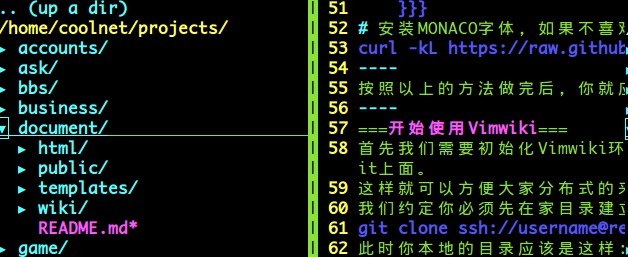 .. (up a dir)
/home/coolnet/projects/
▸ accounts/
▸ ask/
▸ bbs/
▸ business/
▾ document/
▸ html/
▸ public/
▸ templates/
▸ wiki/
README.md*
▸ game/
51 }}}
52 # 安装MONACO字体，如果不喜欢
53 curl -kL https://raw.github
54 ----
55 按照以上的方法做完后，你就
56 ----
57 ===开始使用Vimwiki===
58 首先我们需要初始化Vimwiki环
it上面。
59 这样就可以方便大家分布式的
60 我们约定你必须先在家目录建立
61 git clone ssh://username@re
62 此时你本地的目录应该是这样: